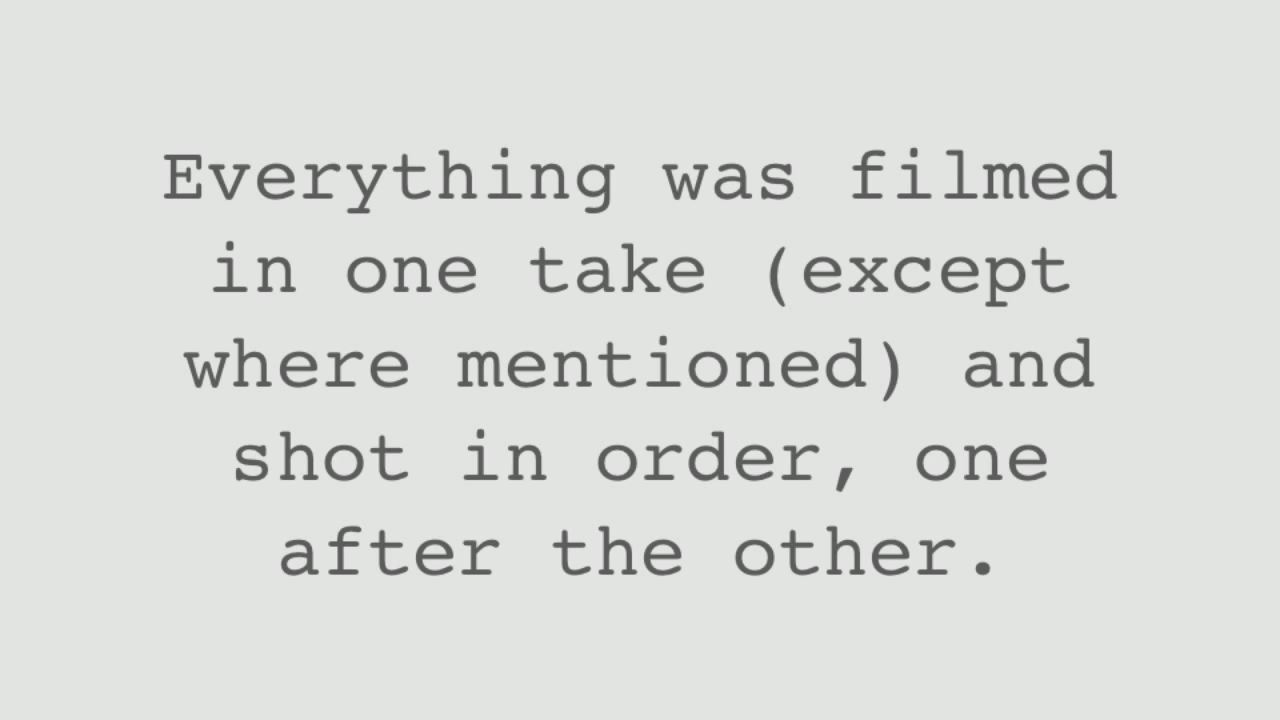 Everything was filmed
in one take (except
where mentioned) and
shot in order, one
after the other.